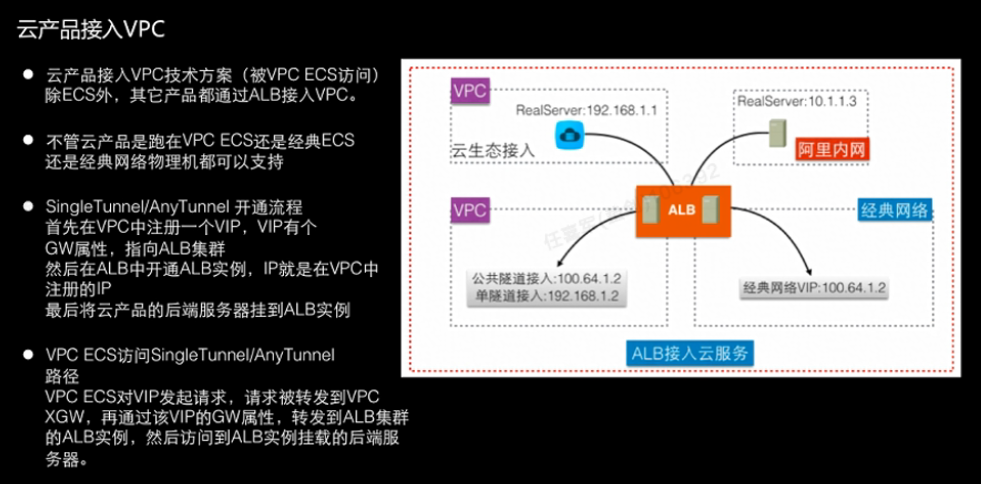 云产品接入VPC
云产品接入VPC技术方案（被VPC ECS访问）
除ECS外，其它产品都通过ALB接入VPC。
不管云产品是跑在VPC ECS还是经典ECS
还是经典网络物理机都可以支持
SingleTunnel/AnyTunnel 开通流程
首先在VPC中注册一个VIP，VIP有个
GW属性，指向ALB集群
然后在ALB中开通ALB实例，IP就是在VPC中
注册的IP
最后将云产品的后端服务器挂到ALB实例
VPC ECS访问SingleTunnel/AnyTunnel
路径
VPC ECS对VIP发起请求，请求被转发到VPC
XGW，再通过该VIP的GW属性，转发到ALB集群
的ALB实例，然后访问到ALB实例挂载的后端服
务器。
VPC
RealServer:192.168.1.1
云生态接入
RealServer:10.1.1.3
阿里内网
VPC
ALB
经典网络
公共隧道接入:100.64.1.2
单隧道接入:192.168.1.2
经典网络VIP:100.64.1.2
ALB接入云服务